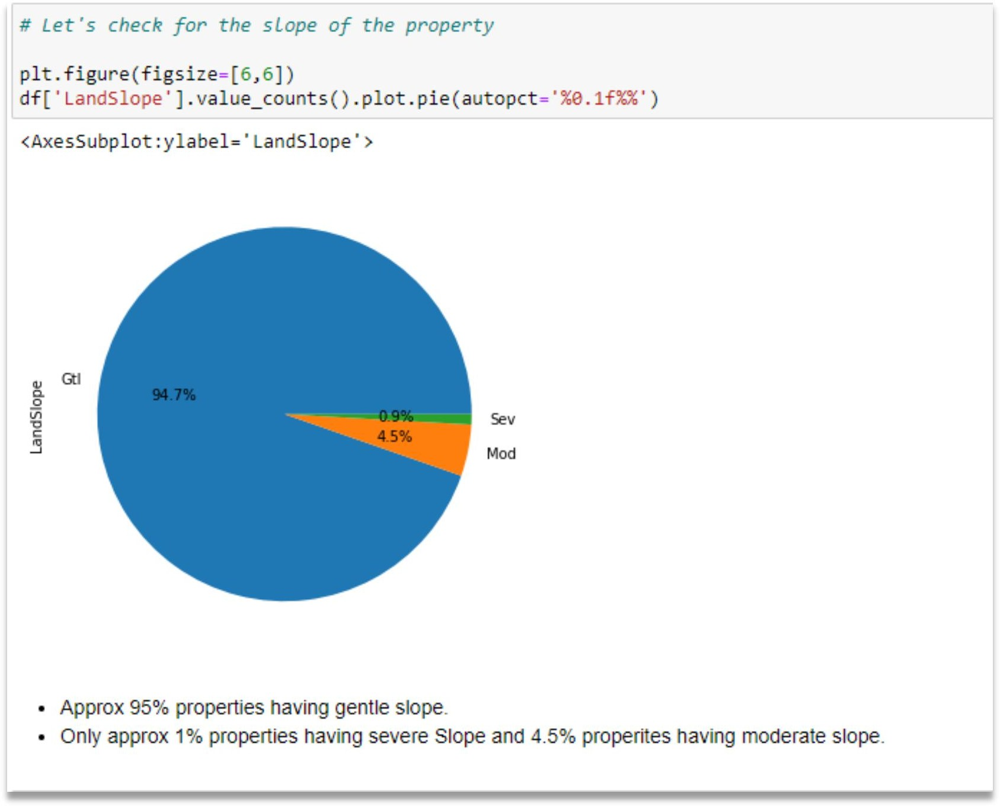 # Let's check for the slope of the property
plt.figure(figsize=[6,6])
df['LandSlope'].value_counts().plot.pie(autopct='%0.1f%%')
<AxesSubplot:ylabel='LandSlope'>
Gtl
94.7%
LandSlope
0.9%
Sev
4.5%
Mod
• Approx 95% properties having gentle slope.
• Only approx 1% properties having severe Slope and 4.5% properites having moderate slope.